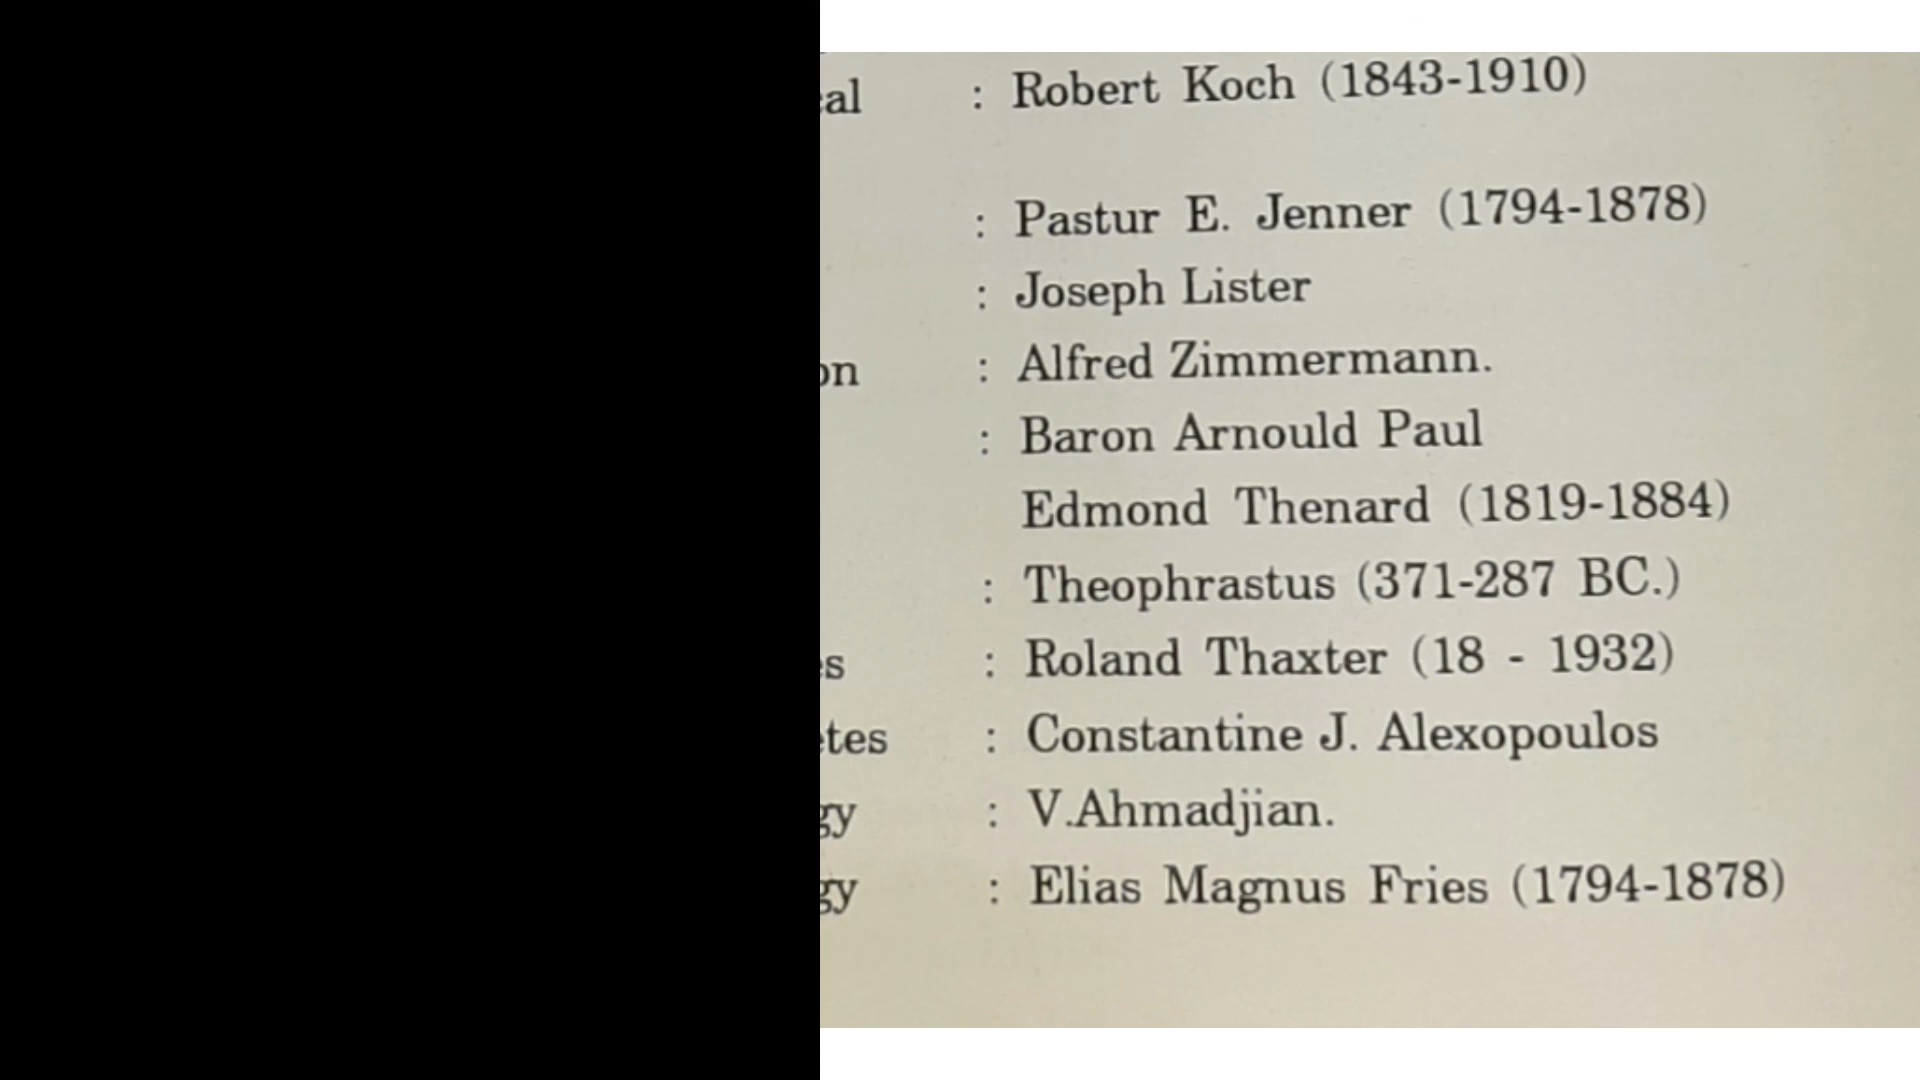 al : Robert Koch (1843-1910)
: Pastur E. Jenner (1794-1878)
: Joseph Lister
on : Alfred Zimmermann.
: Baron Arnould Paul
Edmond Thenard (1819-1884)
: Theophrastus (371-287 BC.)
s : Roland Thaxter (18 - 1932)
tes : Constantine J. Alexopoulos
gy : V.Ahmadjian.
gy : Elias Magnus Fries (1794-1878)